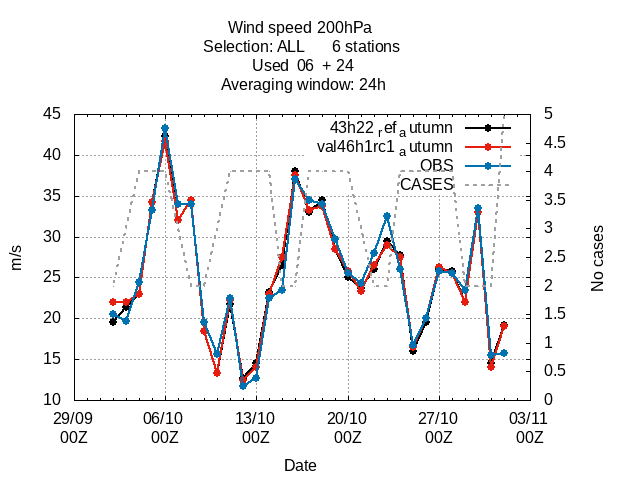 Wind speed 200hPa
Selection: ALL 6 stations
Used 06 + 24
Averaging window: 24h
43h22 ref a utumn
val46h1rc1 a utumn
OBS
CASES
45
40
35
30
25
20
15
10
5
4.5
4
3.5
3
2.5
2
1.5
1
0.5
0
m/s
No cases
29/09 06/10 13/10 20/10 27/10 03/11
00Z 00Z 00Z 00Z 00Z 00Z
Date